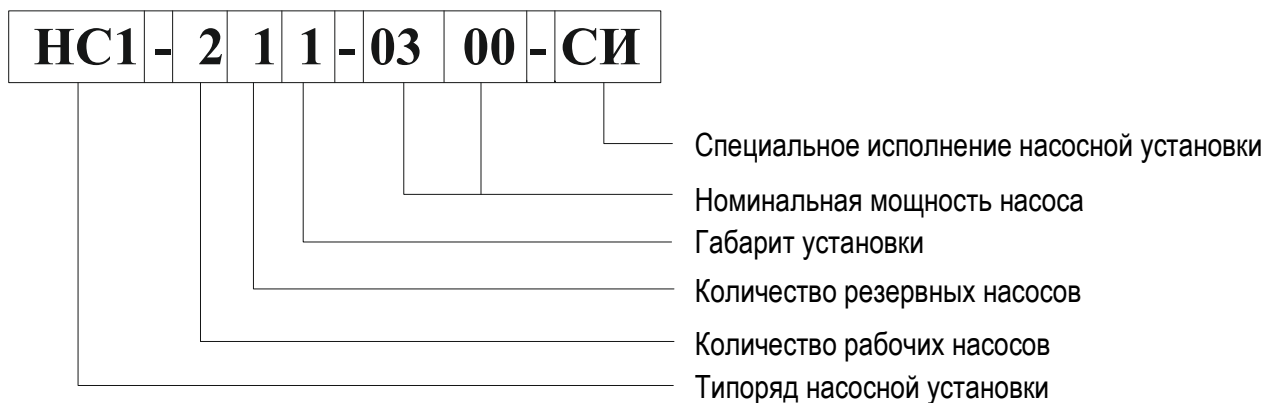 НС1 - 2 1 1 - 03 00 - СИ
Специальное исполнение насосной установки
Номинальная мощность насоса
Габарит установки
Количество резервных насосов
Количество рабочих насосов
Типоряд насосной установки